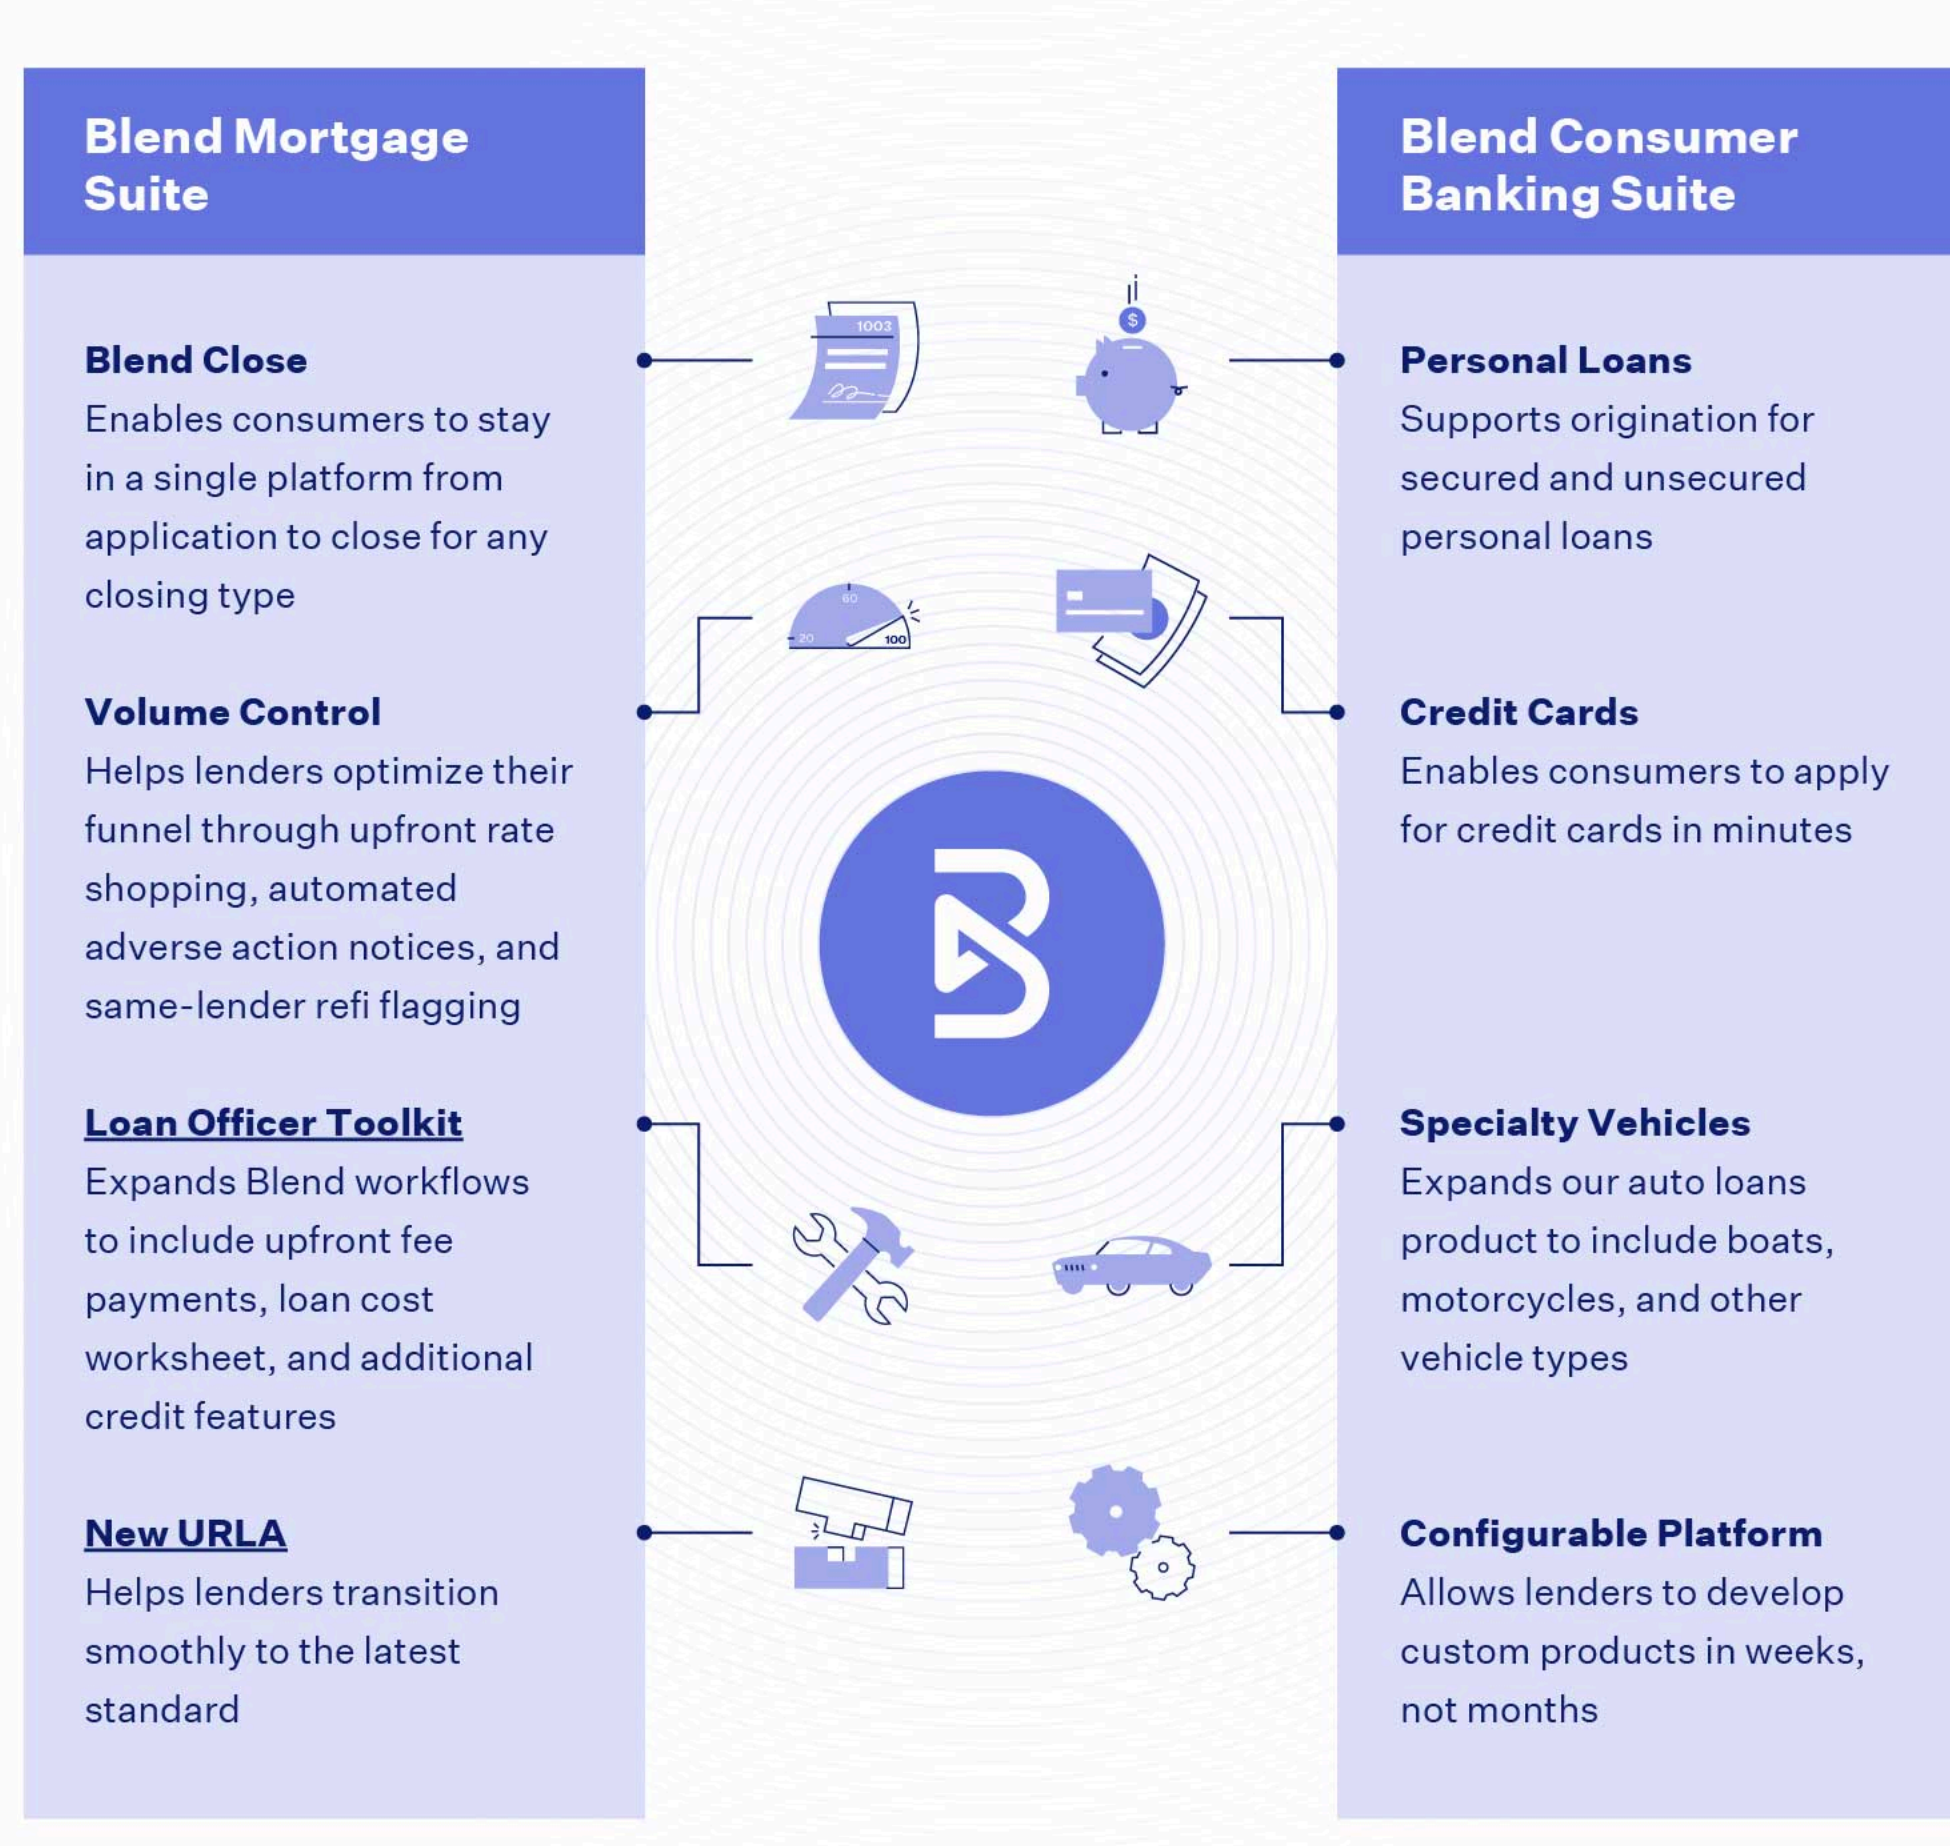 Blend Mortgage
Suite
Blend Close
Enables consumers to stay
in a single platform from
application to close for any
closing type
Volume Control
Helps lenders optimize their
funnel through upfront rate
shopping, automated
adverse action notices, and
same-lender refi flagging
Loan Officer Toolkit
Expands Blend workflows
to include upfront fee
payments, loan cost
worksheet, and additional
credit features
New URLA
Helps lenders transition
smoothly to the latest
standard
1003
$
60
20
100
Blend Consumer
Banking Suite
Personal Loans
Supports origination for
secured and unsecured
personal loans
Credit Cards
Enables consumers to apply
for credit cards in minutes
Specialty Vehicles
Expands our auto loans
product to include boats,
motorcycles, and other
vehicle types
Configurable Platform
Allows lenders to develop
custom products in weeks,
not months